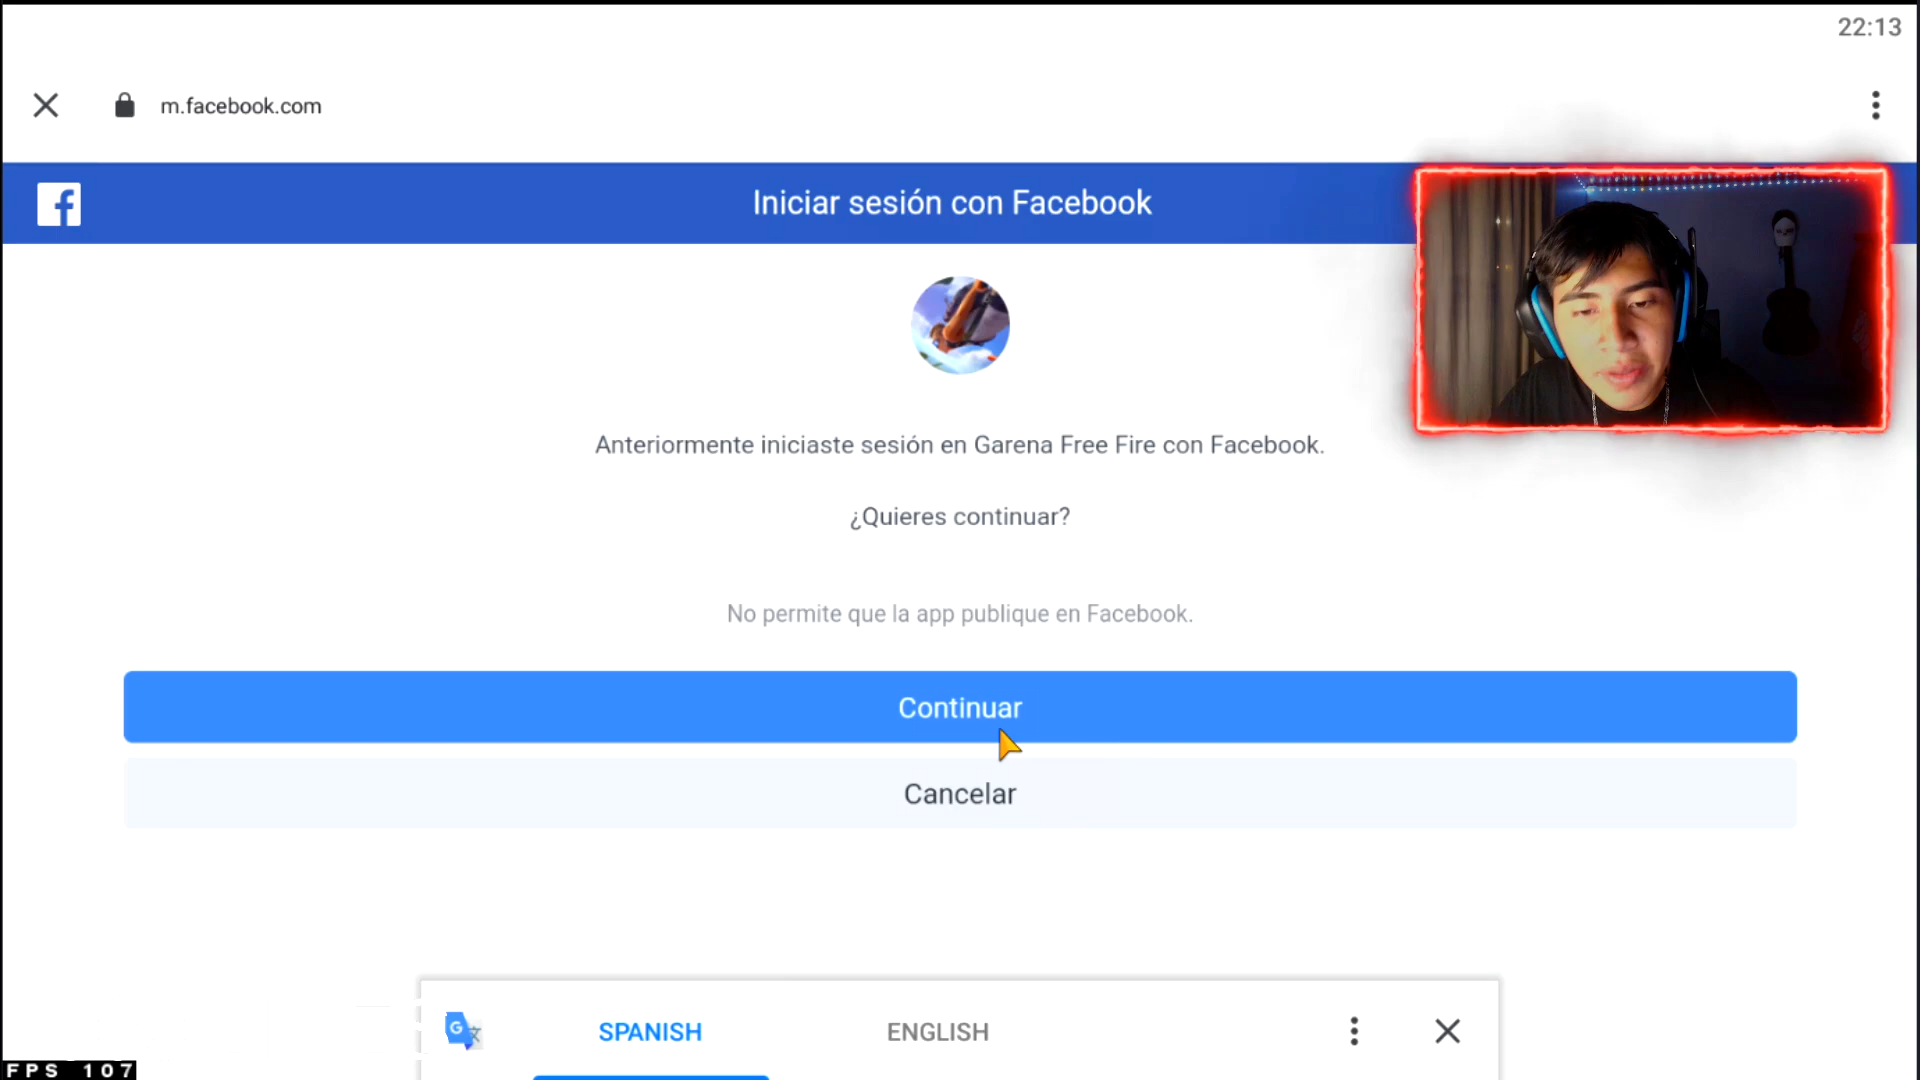 22:13
m.facebook.com
Iniciar sesión con Facebook
Anteriormente iniciaste sesión en Garena Free Fire con Facebook.
¿Quieres continuar?
No permite que la app publique en Facebook.
Continuar
Cancelar
SPANISH ENGLISH
FPS 107